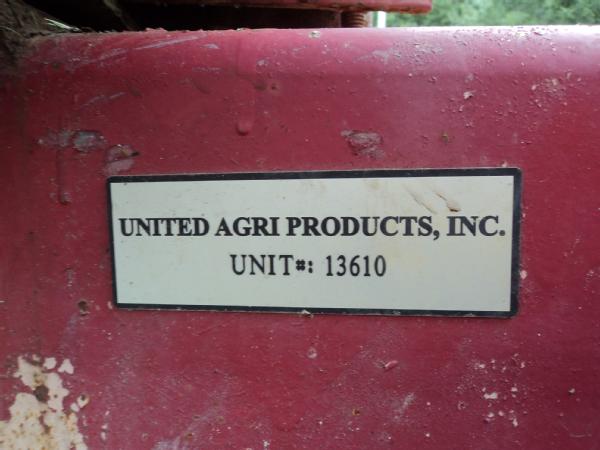 UNITED AGRI PRODUCTS, INC.
UNIT#: 13610